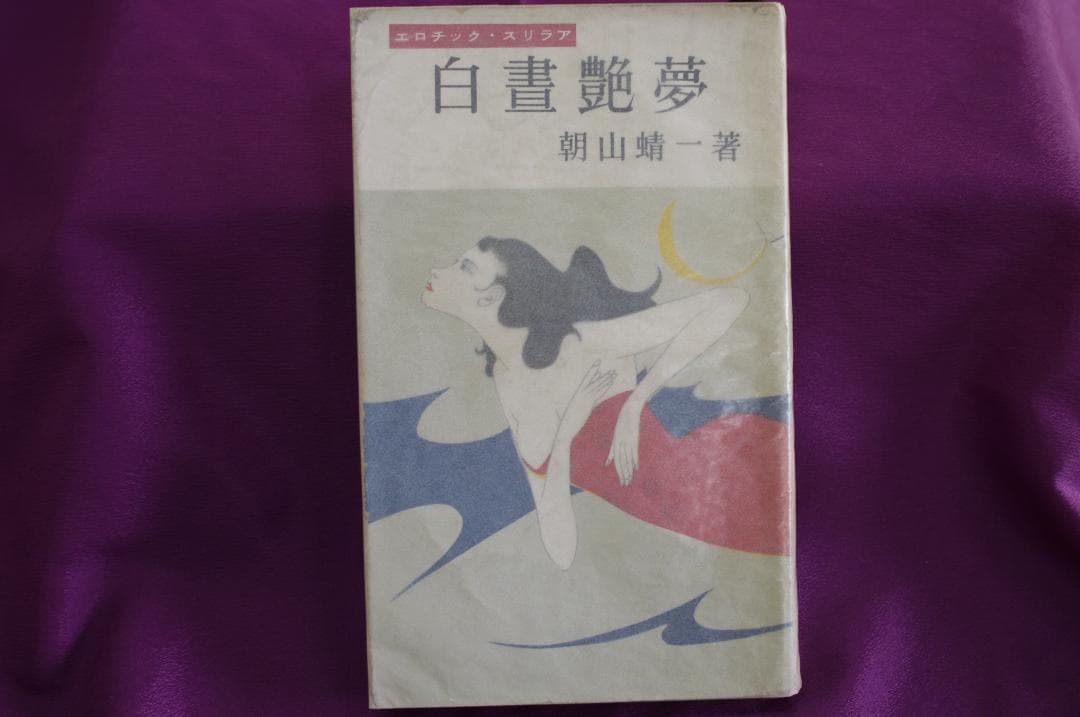 エロチック・スリラア
白晝艶夢
朝山蜻一著